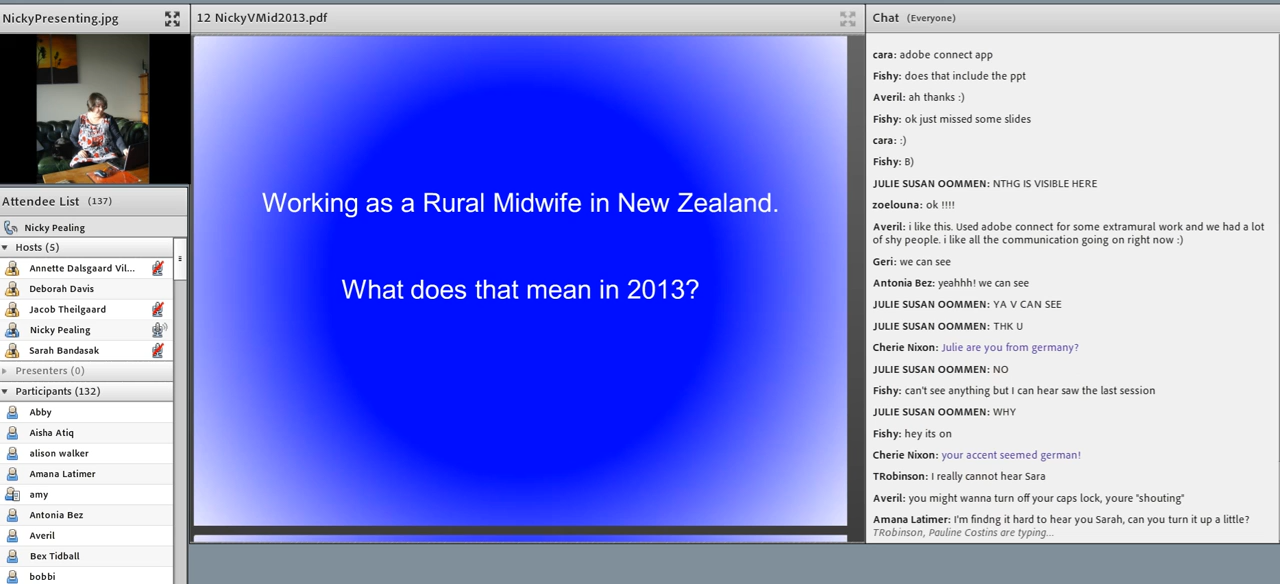 NickyPresenting.jpg
Attendee List (137)
Nicky Pealing
Hosts (5)
Annette Dalsgaard Vil...
Deborah Davis
Jacob Theilgaard
Nicky Pealing
Sarah Bandasak
Presenters (0)
Participants (132)
Abby
Aisha Atiq
alison walker
Amana Latimer
amy
Antonia Bez
Averil
Bex Tidball
bobbi
12 NickyVMid2013.pdf
Working as a Rural Midwife in New Zealand.
What does that mean in 2013?
Chat (Everyone)
cara: adobe connect app
Fishy: does that include the ppt
Averil: ah thanks :)
Fishy: ok just missed some slides
cara: :)
Fishy: B)
JULIE SUSAN OOMMEN: NTHG IS VISIBLE HERE
zoelouna: ok !!!!
Averil: i like this. Used adobe connect for some extramural work and we had a lot
of shy people. i like all the communication going on right now :)
Geri: we can see
Antonia Bez: yeahhh! we can see
JULIE SUSAN OOMMEN: YA V CAN SEE
JULIE SUSAN OOMMEN: THK U
Cherie Nixon: Julie are you from germany?
JULIE SUSAN OOMMEN: NO
Fishy: can't see anything but I can hear saw the last session
JULIE SUSAN OOMMEN: WHY
Fishy: hey its on
Cherie Nixon: your accent seemed german!
TRobinson: I really cannot hear Sara
Averil: you might wanna turn off your caps lock, youre "shouting"
Amana Latimer: I'm findng it hard to hear you Sarah, can you turn it up a little?
TRobinson, Pauline Costins are typing...